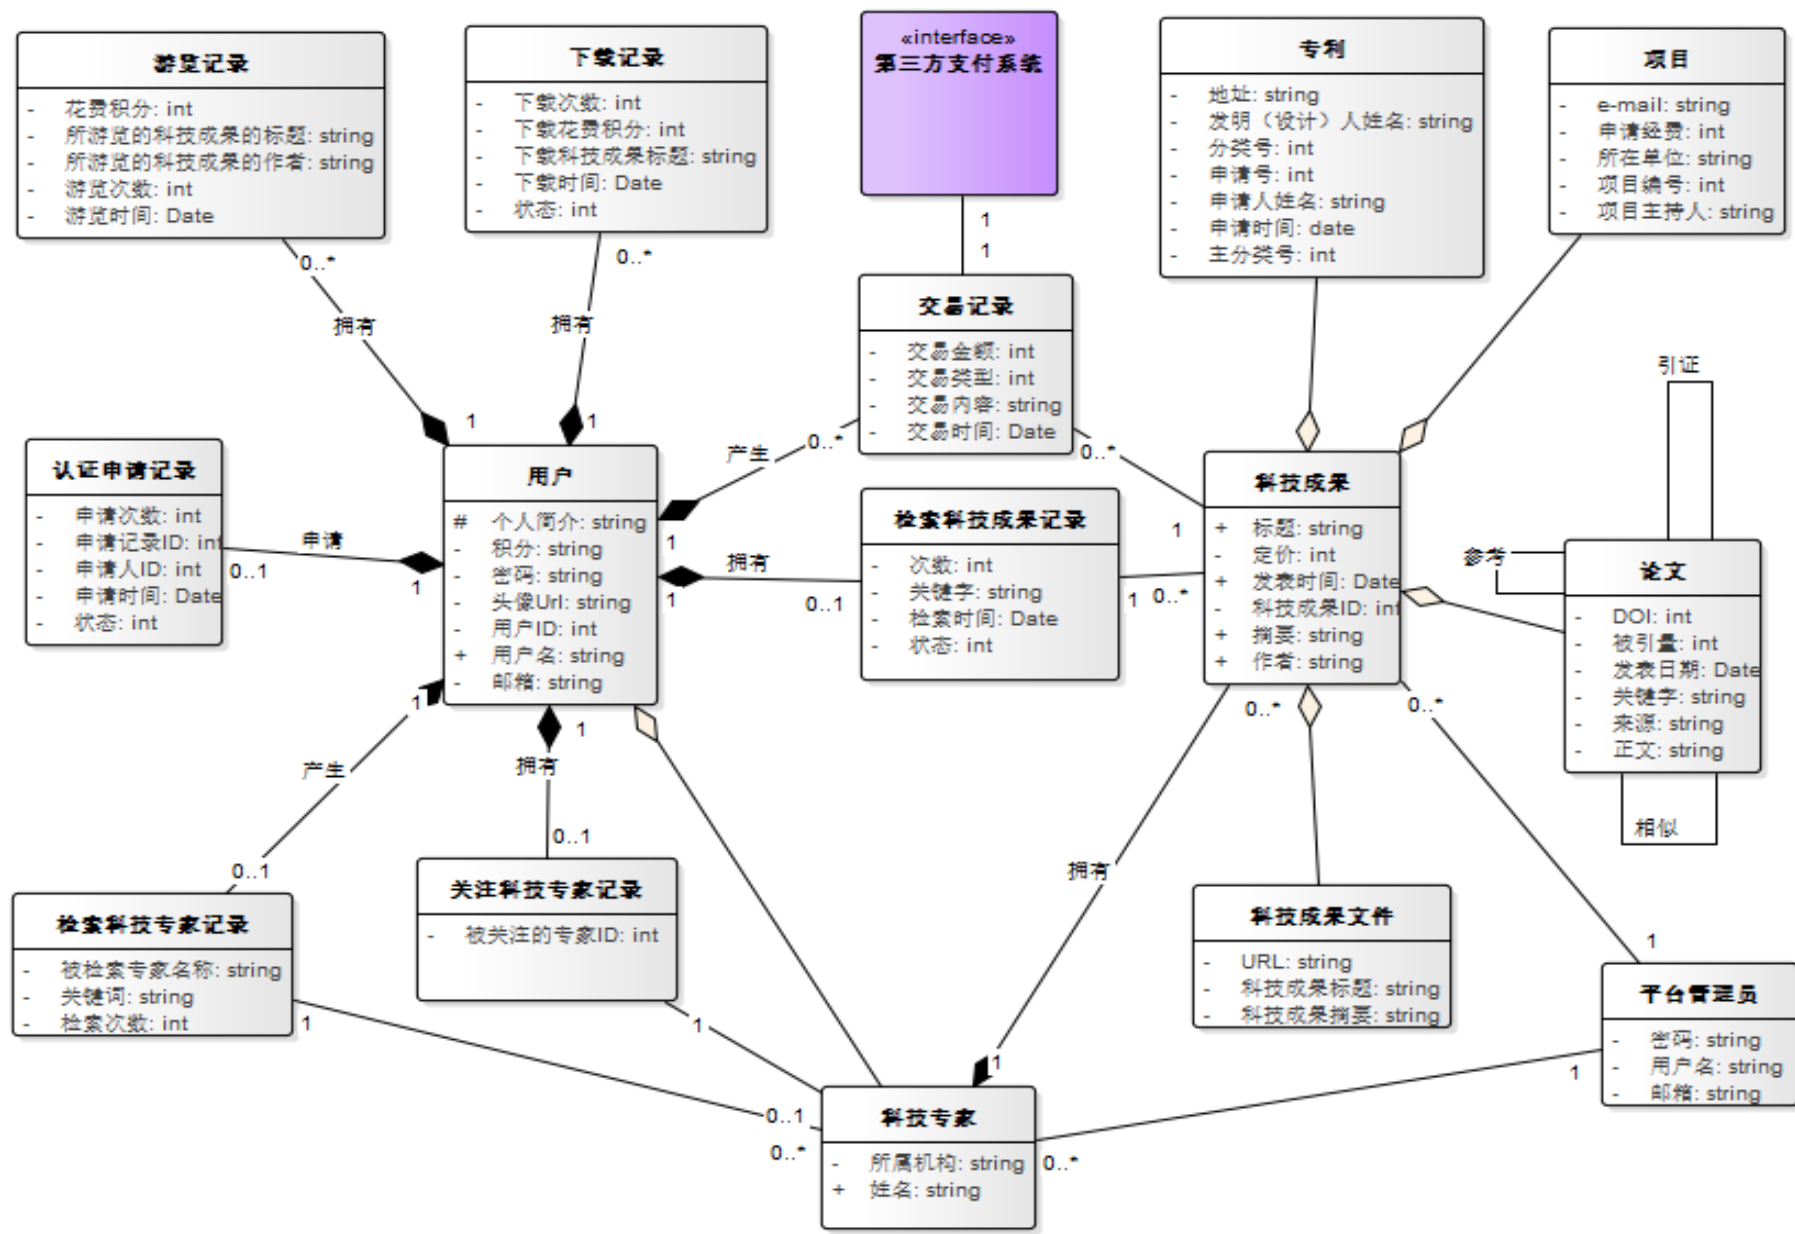 游览记录
- 花费积分: int
- 所游览的科技成果的标题: string
- 所游览的科技成果的作者: string
- 游览次数: int
- 游览时间: Date
下载记录
- 下载次数: int
- 下载花费积分: int
- 下载科技成果标题: string
- 下载时间: Date
- 状态: int
«interface»
第三方支付系统
专利
- 地址: string
- 发明（设计）人姓名: string
- 分类号: int
- 申请号: int
- 申请人姓名: string
- 申请时间: date
- 主分类号: int
项目
- e-mail: string
- 申请经费: int
- 所在单位: string
- 项目编号: int
- 项目主持人: string
1
1
0..*
0..*
拥有
拥有
1
1
交易记录
- 交易金额: int
- 交易类型: int
- 交易内容: string
- 交易时间: Date
产生
0..*
0..*
1
1
引证
参考
相似
认证申请记录
- 申请次数: int
- 申请记录ID: int
- 申请人ID: int
- 申请时间: Date
- 状态: int
申请
0..1
1
用户
# 个人简介: string
- 积分: string
- 密码: string
- 头像Url: string
- 用户ID: int
+ 用户名: string
- 邮箱: string
拥有
1
0..1
检索科技成果记录
- 次数: int
- 关键字: string
- 检索时间: Date
- 状态: int
1
0..*
科技成果
+ 标题: string
- 定价: int
+ 发表时间: Date
- 科技成果ID: int
+ 摘要: string
+ 作者: string
论文
- DOI: int
- 被引量: int
- 发表日期: Date
- 关键字: string
- 来源: string
- 正文: string
1
产生
0..1
1
拥有
0..1
0..*
拥有
1
0..*
1
检索科技专家记录
- 被检索专家名称: string
- 关键词: string
- 检索次数: int
关注科技专家记录
- 被关注的专家ID: int
科技成果文件
- URL: string
- 科技成果标题: string
- 科技成果摘要: string
平台管理员
- 密码: string
- 用户名: string
- 邮箱: string
1
1
0..1
0..*
0..*
1
科技专家
- 所属机构: string
+ 姓名: string